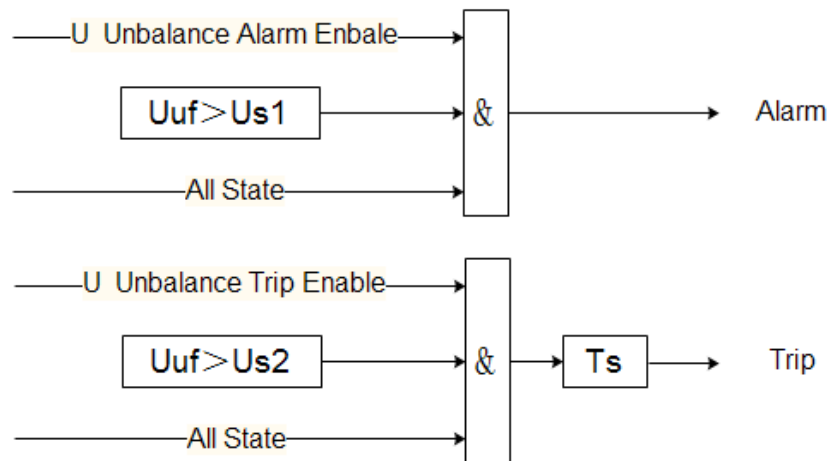 U Unbalance Alarm Enbale
Uuf>Us1
&
Alarm
All State
U Unbalance Trip Enable
Uuf>Us2
&
Ts
Trip
All State